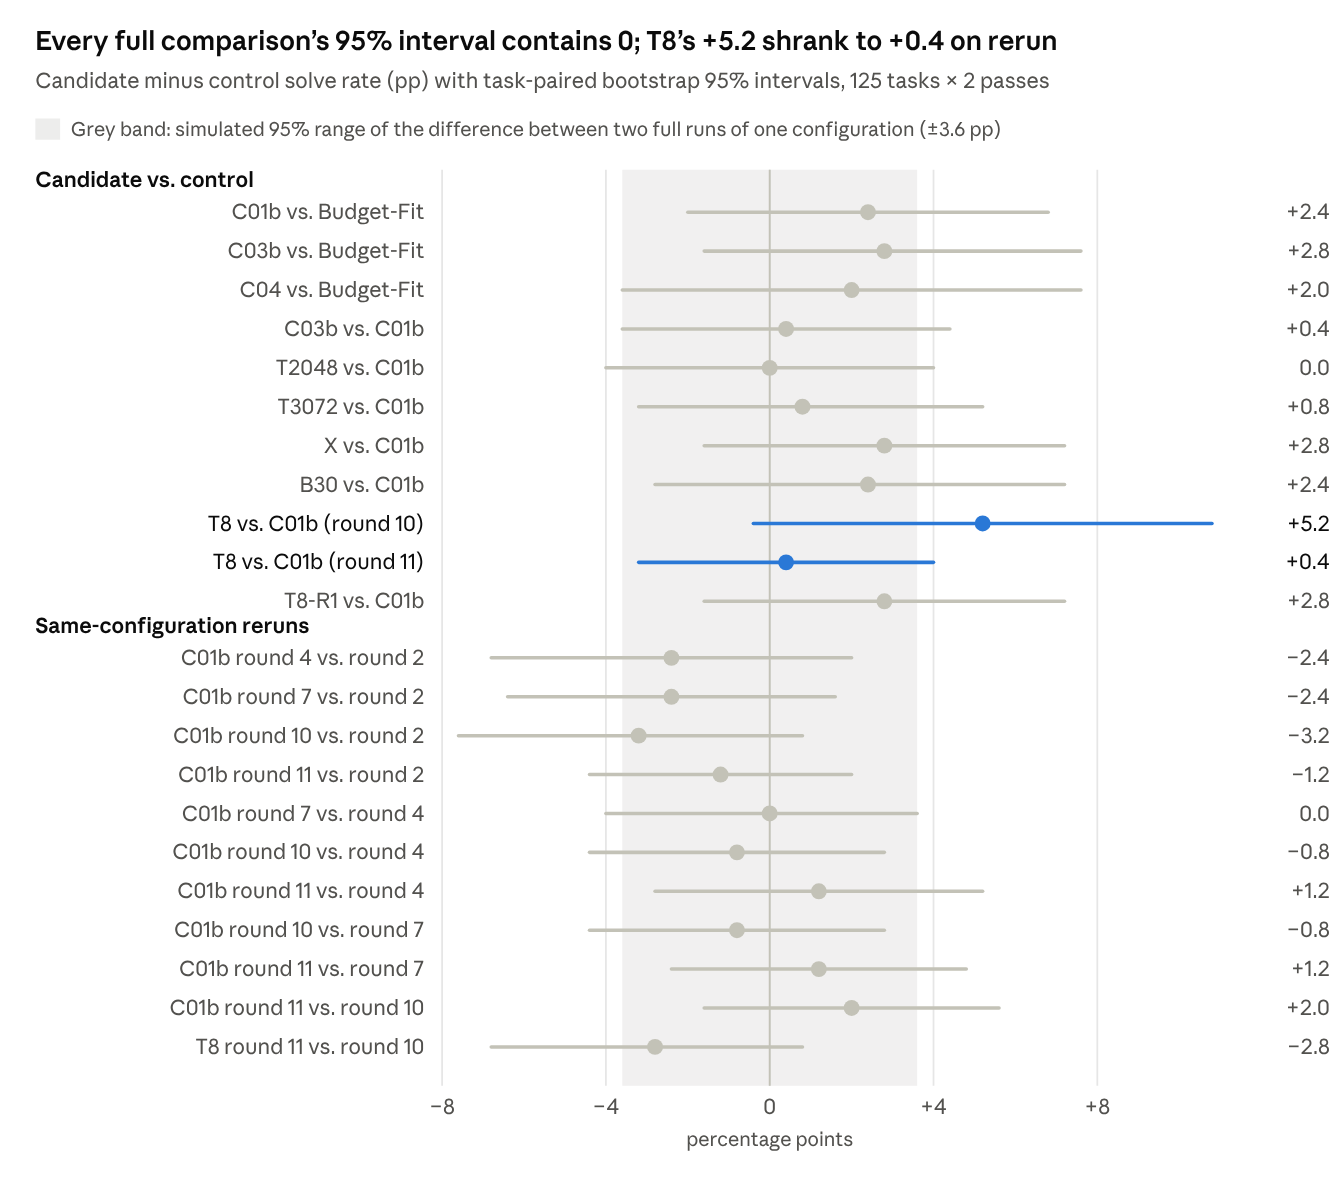 Every full comparison's 95% interval contains 0; T8's +5.2 shrank to +0.4 on rerun
Candidate minus control solve rate (pp) with task-paired bootstrap 95% intervals, 125 tasks × 2 passes
Grey band: simulated 95% range of the difference between two full runs of one configuration (±3.6 pp)
Candidate vs. control
C01b vs. Budget-Fit +2.4
C03b vs. Budget-Fit +2.8
C04 vs. Budget-Fit +2.0
C03b vs. C01b +0.4
T2048 vs. C01b 0.0
T3072 vs. C01b +0.8
X vs. C01b +2.8
B30 vs. C01b +2.4
T8 vs. C01b (round 10) +5.2
T8 vs. C01b (round 11) +0.4
T8-R1 vs. C01b +2.8
Same-configuration reruns
C01b round 4 vs. round 2 −2.4
C01b round 7 vs. round 2 −2.4
C01b round 10 vs. round 2 −3.2
C01b round 11 vs. round 2 −1.2
C01b round 7 vs. round 4 0.0
C01b round 10 vs. round 4 −0.8
C01b round 11 vs. round 4 +1.2
C01b round 10 vs. round 7 −0.8
C01b round 11 vs. round 7 +1.2
C01b round 11 vs. round 10 +2.0
T8 round 11 vs. round 10 −2.8
−8 −4 0 +4 +8
percentage points